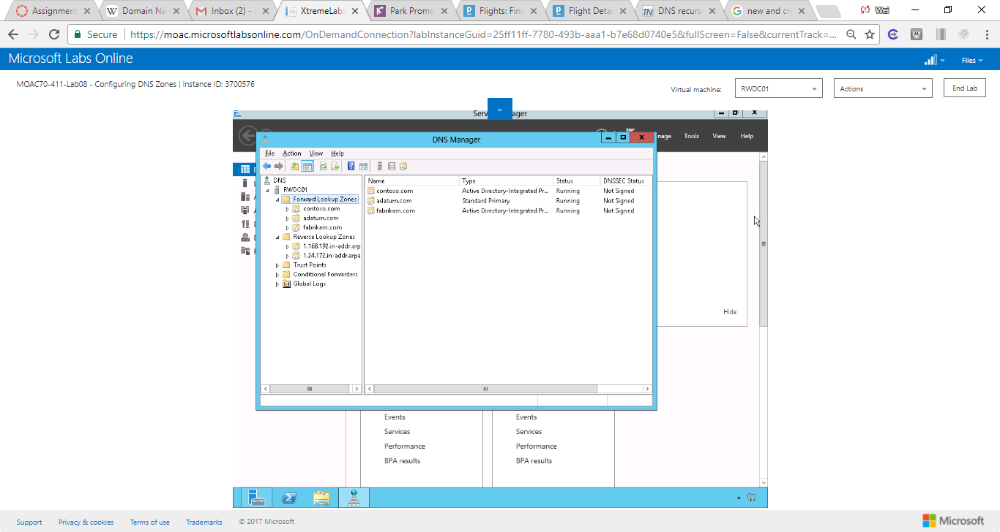 Assignment
Domain Na
Inbox (2) -
XtremeLabs
Park Promo
Flights: Find
Flight Detai
DNS recurs
new and cr
Wei
Secure
https://moac.microsoftlabsonline.com/OnDemandConnection?labInstanceGuid=25ff11ff-7780-493b-aaa1-b7e68d0740e5&fullScreen=False&currentTrack=...
Microsoft Labs Online
Files
MOAC70-411-Lab08 - Configuring DNS Zones | Instance ID: 3700576
Virtual machine:
RWDC01
Actions
End Lab
Serv ager
nage Tools View Help
DNS Manager
File Action View Help
DNS
RWDC01
Forward Lookup Zones
contoso.com
adatum.com
fabrikam.com
Reverse Lookup Zones
1.168.192.in-addr.arp
1.24.172.in-addr.arpa
Trust Points
Conditional Forwarders
Global Logs
Name Type Status DNSSEC Status
contoso.com Active Directory-Integrated Pr... Running Not Signed
adatum.com Standard Primary Running Not Signed
fabrikam.com Active Directory-Integrated Pr... Running Not Signed
Hide
Events Events
Services Services
Performance Performance
BPA results BPA results
Support Privacy & cookies Terms of use Trademarks © 2017 Microsoft
Microsoft